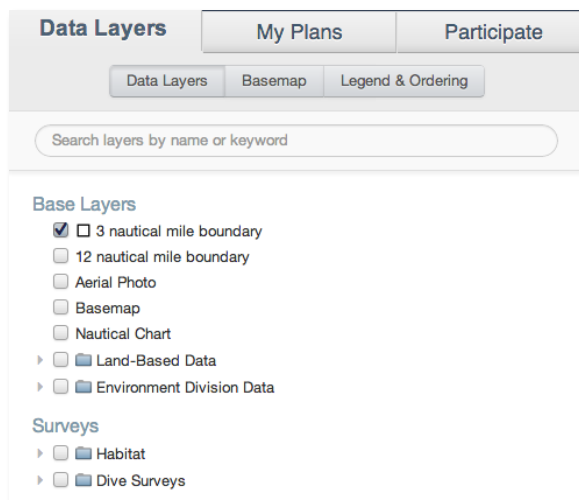 Data Layers My Plans Participate
Data Layers Basemap Legend & Ordering
Search layers by name or keyword
Base Layers
3 nautical mile boundary
12 nautical mile boundary
Aerial Photo
Basemap
Nautical Chart
Land-Based Data
Environment Division Data
Surveys
Habitat
Dive Surveys